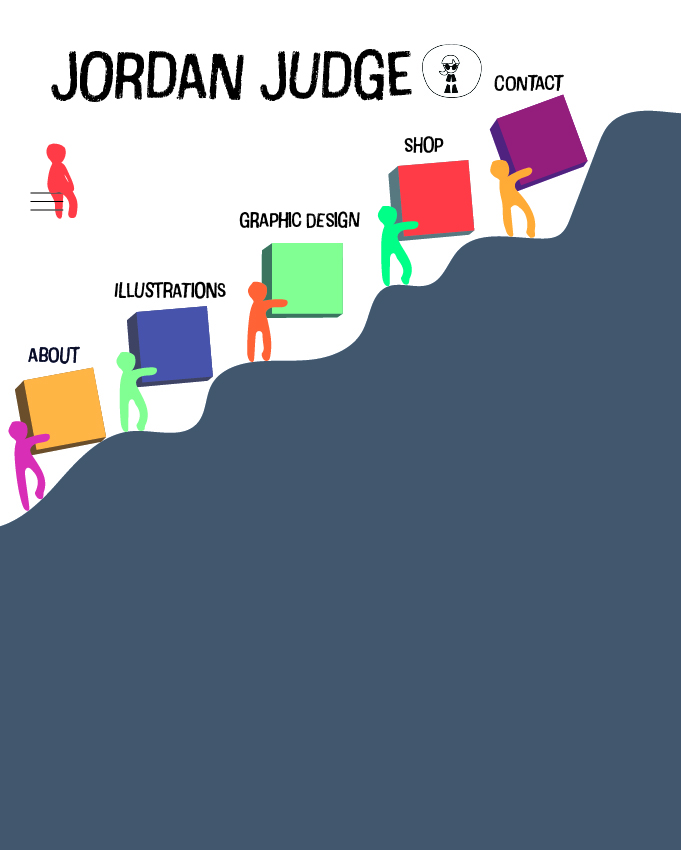 JORDAN JUDGE
CONTACT
SHOP
GRAPHIC DESIGN
ILLUSTRATIONS
ABOUT